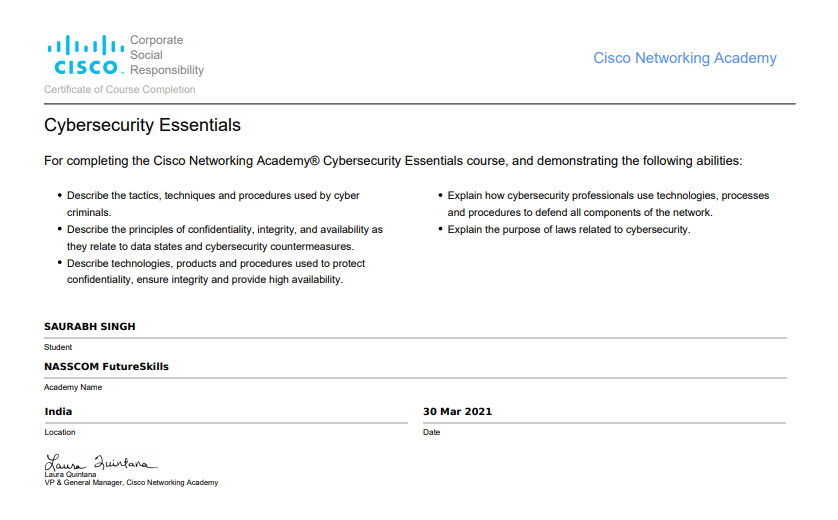 Corporate
Social
Responsibility
CISCO
Cisco Networking Academy
Certificate of Course Completion
Cybersecurity Essentials
For completing the Cisco Networking Academy® Cybersecurity Essentials course, and demonstrating the following abilities:
• Describe the tactics, techniques and procedures used by cyber
criminals.
• Describe the principles of confidentiality, integrity, and availability as
they relate to data states and cybersecurity countermeasures.
• Describe technologies, products and procedures used to protect
confidentiality, ensure integrity and provide high availability.
• Explain how cybersecurity professionals use technologies, processes
and procedures to defend all components of the network.
• Explain the purpose of laws related to cybersecurity.
SAURABH SINGH
Student
NASSCOM FutureSkills
Academy Name
India
Location
30 Mar 2021
Date
Laura Quintana
Laura Quintana
VP & General Manager, Cisco Networking Academy